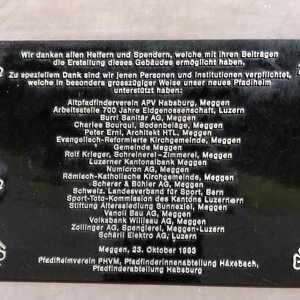 Wir danken allen Helfern und Spendern, welche mit ihren Beiträgen
die Erstellung dieses Gebäudes ermöglicht haben.
Zu speziellem Dank sind wir jenen Personen und Institutionen verpflichtet,
welche in besonders grosszügiger Weise unser neues Pfadiheim
unterstützt haben:
Altpfadfinderverein APV Habsburg, Meggen
Arbeitsstelle 700 Jahre Eidgenossenschaft, Luzern
Burri Sanitär AG, Meggen
Charles Bourqui, Bodenbeläge, Meggen
Peter Erni, Architekt HTL, Meggen
Evangelisch-Reformierte Kirchgemeinde, Meggen
Gemeinde Meggen
Rolf Krieger, Schreinerei-Zimmerei, Meggen
Luzerner Kantonalbank Meggen
Numicron AG, Meggen
Römisch-Katholische Kirchgemeinde, Meggen
Scherer & Bühler AG, Meggen
Schweiz. Landesverband für Sport, Bern
Sport-Toto-Kommission des Kantons Luzern
Stiftung Alterssiedlung Sunneziel, Meggen
Vanoli Bau AG, Meggen
Volksbank Willisau AG, Meggen
Zollinger AG, Spenglerei, Meggen-Luzern
Schärli Elektro AG, Luzern
Meggen, 23. Oktober 1993
Pfadiheimverein PHVM, Pfadfinderinnenabteilung Häxebach,
Pfadfinderabteilung Habsburg